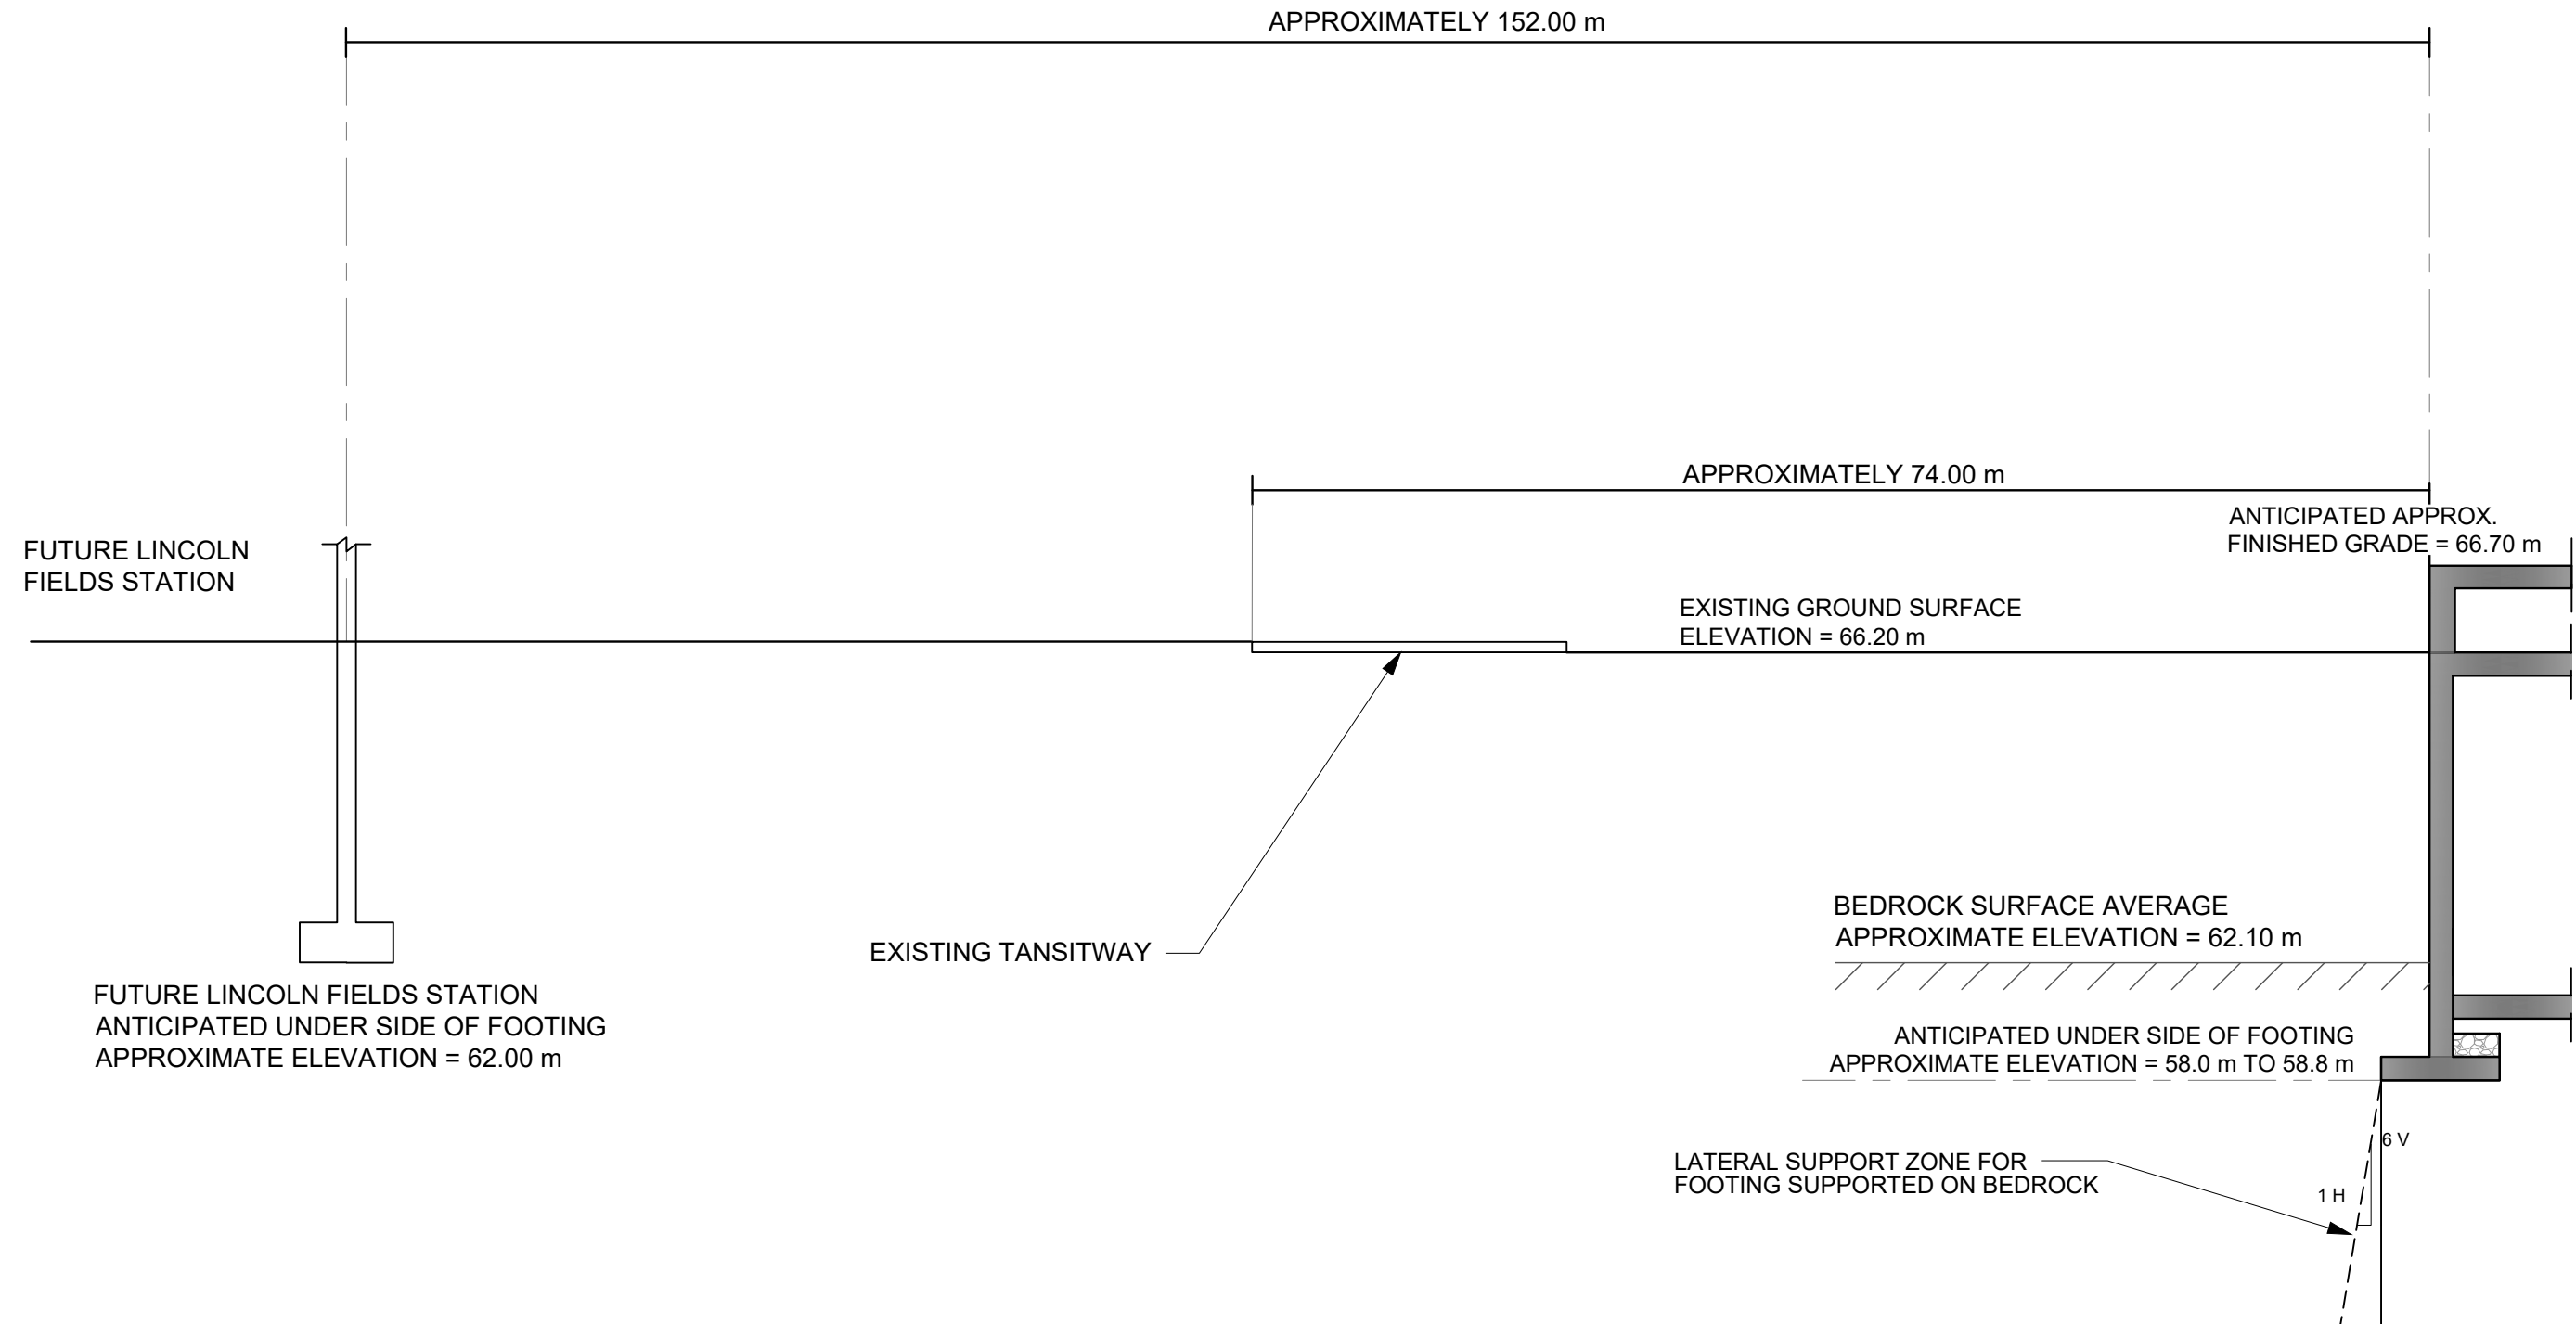 APPROXIMATELY 152.00 m
APPROXIMATELY 74.00 m
ANTICIPATED APPROX.
FINISHED GRADE = 66.70 m
FUTURE LINCOLN
FIELDS STATION
EXISTING GROUND SURFACE
ELEVATION = 66.20 m
BEDROCK SURFACE AVERAGE
APPROXIMATE ELEVATION = 62.10 m
EXISTING TANSITWAY
FUTURE LINCOLN FIELDS STATION
ANTICIPATED UNDER SIDE OF FOOTING
APPROXIMATE ELEVATION = 62.00 m
ANTICIPATED UNDER SIDE OF FOOTING
APPROXIMATE ELEVATION = 58.0 m TO 58.8 m
6 V
LATERAL SUPPORT ZONE FOR
FOOTING SUPPORTED ON BEDROCK
1 H